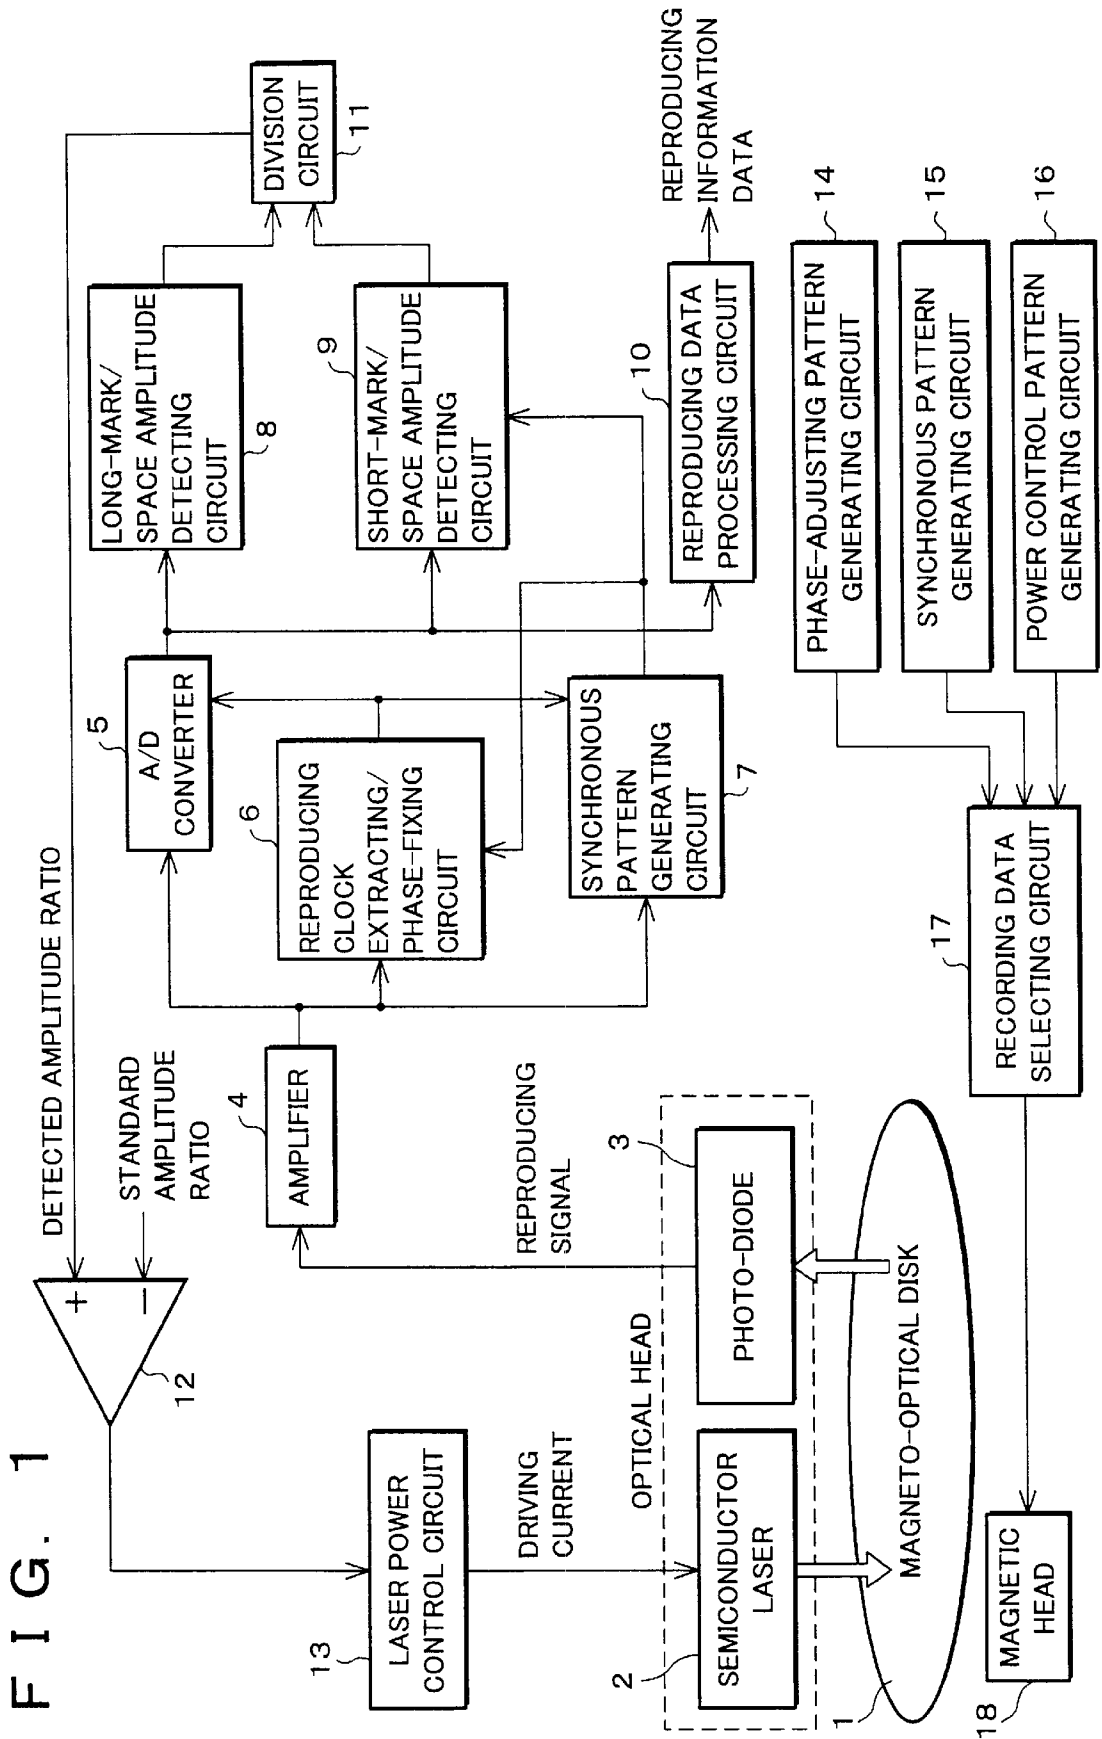 FIG. 1
DETECTED AMPLITUDE RATIO
STANDARD
AMPLITUDE
RATIO
+
−
12
LASER POWER
CONTROL CIRCUIT
13
DRIVING
CURRENT
OPTICAL HEAD
SEMICONDUCTOR
LASER
2
PHOTO-DIODE
3
REPRODUCING
SIGNAL
MAGNETO-OPTICAL DISK
1
MAGNETIC
HEAD
18
AMPLIFIER
4
A/D
CONVERTER
5
REPRODUCING
CLOCK
EXTRACTING/
PHASE-FIXING
CIRCUIT
6
SYNCHRONOUS
PATTERN
GENERATING
CIRCUIT
7
LONG-MARK/
SPACE AMPLITUDE
DETECTING
CIRCUIT
8
SHORT-MARK/
SPACE AMPLITUDE
DETECTING
CIRCUIT
9
DIVISION
CIRCUIT
11
REPRODUCING DATA
PROCESSING CIRCUIT
10
REPRODUCING
INFORMATION
DATA
PHASE-ADJUSTING PATTERN
GENERATING CIRCUIT
14
SYNCHRONOUS PATTERN
GENERATING CIRCUIT
15
POWER CONTROL PATTERN
GENERATING CIRCUIT
16
RECORDING DATA
SELECTING CIRCUIT
17